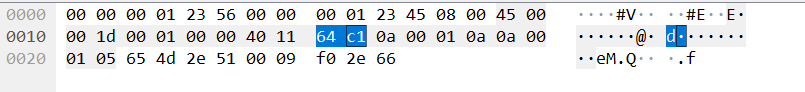 0000 00 00 00 01 23 56 00 00 00 01 23 45 08 00 45 00 ····#V·· ··#E··E·
0010 00 1d 00 01 00 00 40 11 64 c1 0a 00 01 0a 0a 00 ······@· d·······
0020 01 05 65 4d 2e 51 00 09 f0 2e 66 ··eM.Q·· ·.f